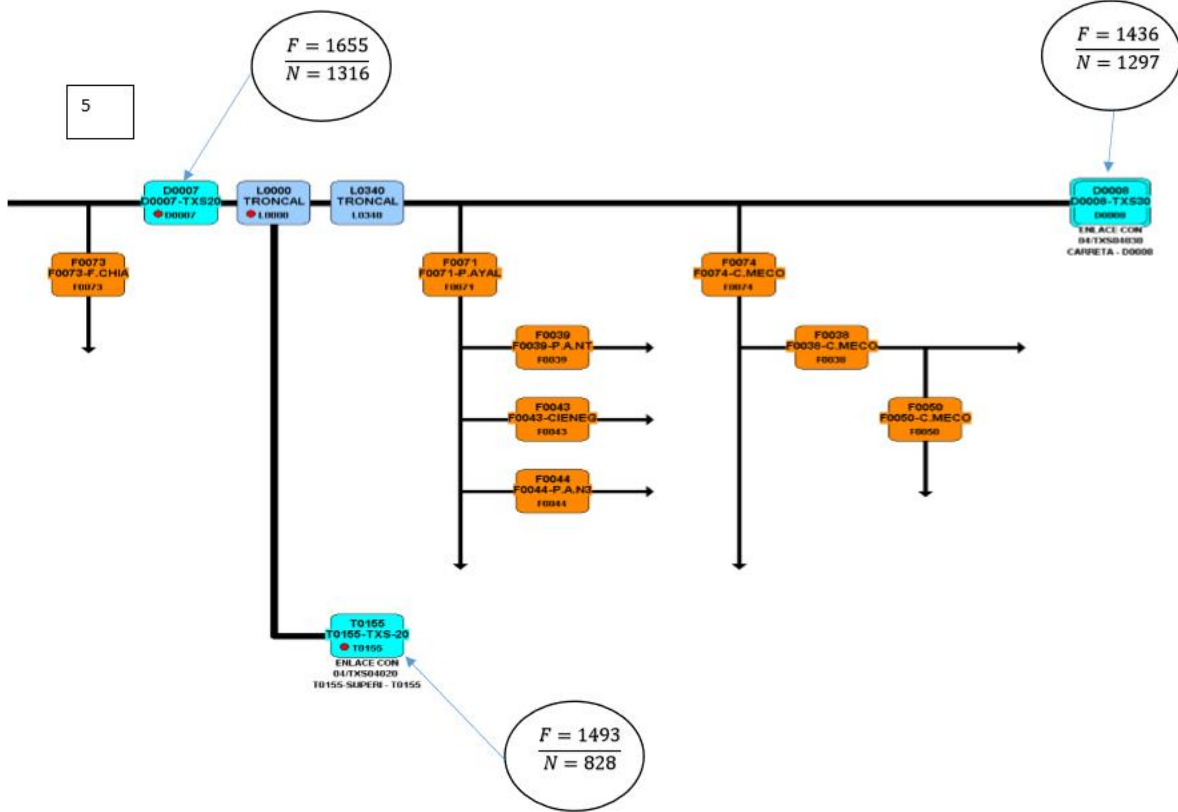 F = 1655
N = 1316
F = 1436
N = 1297
5
D0007
D0007-TXS20
D0007
L0000
TRONCAL
L0000
L0340
TRONCAL
L0340
D0008
D0008-TXS30
D0008
ENLACE CON
04/TXS04030
CARRETA - D0008
F0073
F0073-F.CHIA
F0073
F0071
F0071-P.AYAL
F0071
F0074
F0074-C.MECO
F0074
F0039
F0039-P.A.NT
F0039
F0038
F0038-C.MECO
F0038
F0043
F0043-CIENEG
F0043
F0050
F0050-C.MECO
F0050
F0044
F0044-P.A.N3
F0044
T0155
T0155-TXS-20
T0155
ENLACE CON
04/TXS04020
T0155-SUPERI - T0155
F = 1493
N = 828